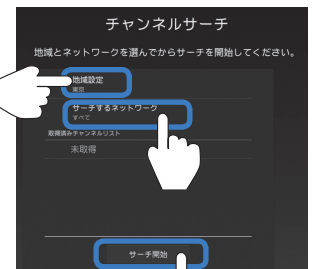 チャンネルサーチ
地域とネットワークを選んでからサーチを開始してください。
地域設定
東京
サーチするネットワーク
すべて
取得済みチャンネルリスト
未取得
サーチ開始